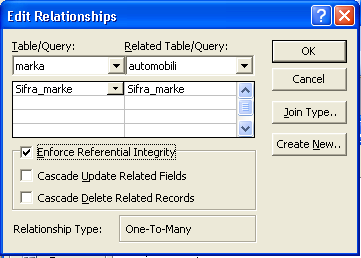 Edit Relationships
Table/Query: Related Table/Query:
marka automobili
Sifra_marke Sifra_marke
Enforce Referential Integrity
Cascade Update Related Fields
Cascade Delete Related Records
Relationship Type: One-To-Many
OK
Cancel
Join Type..
Create New..